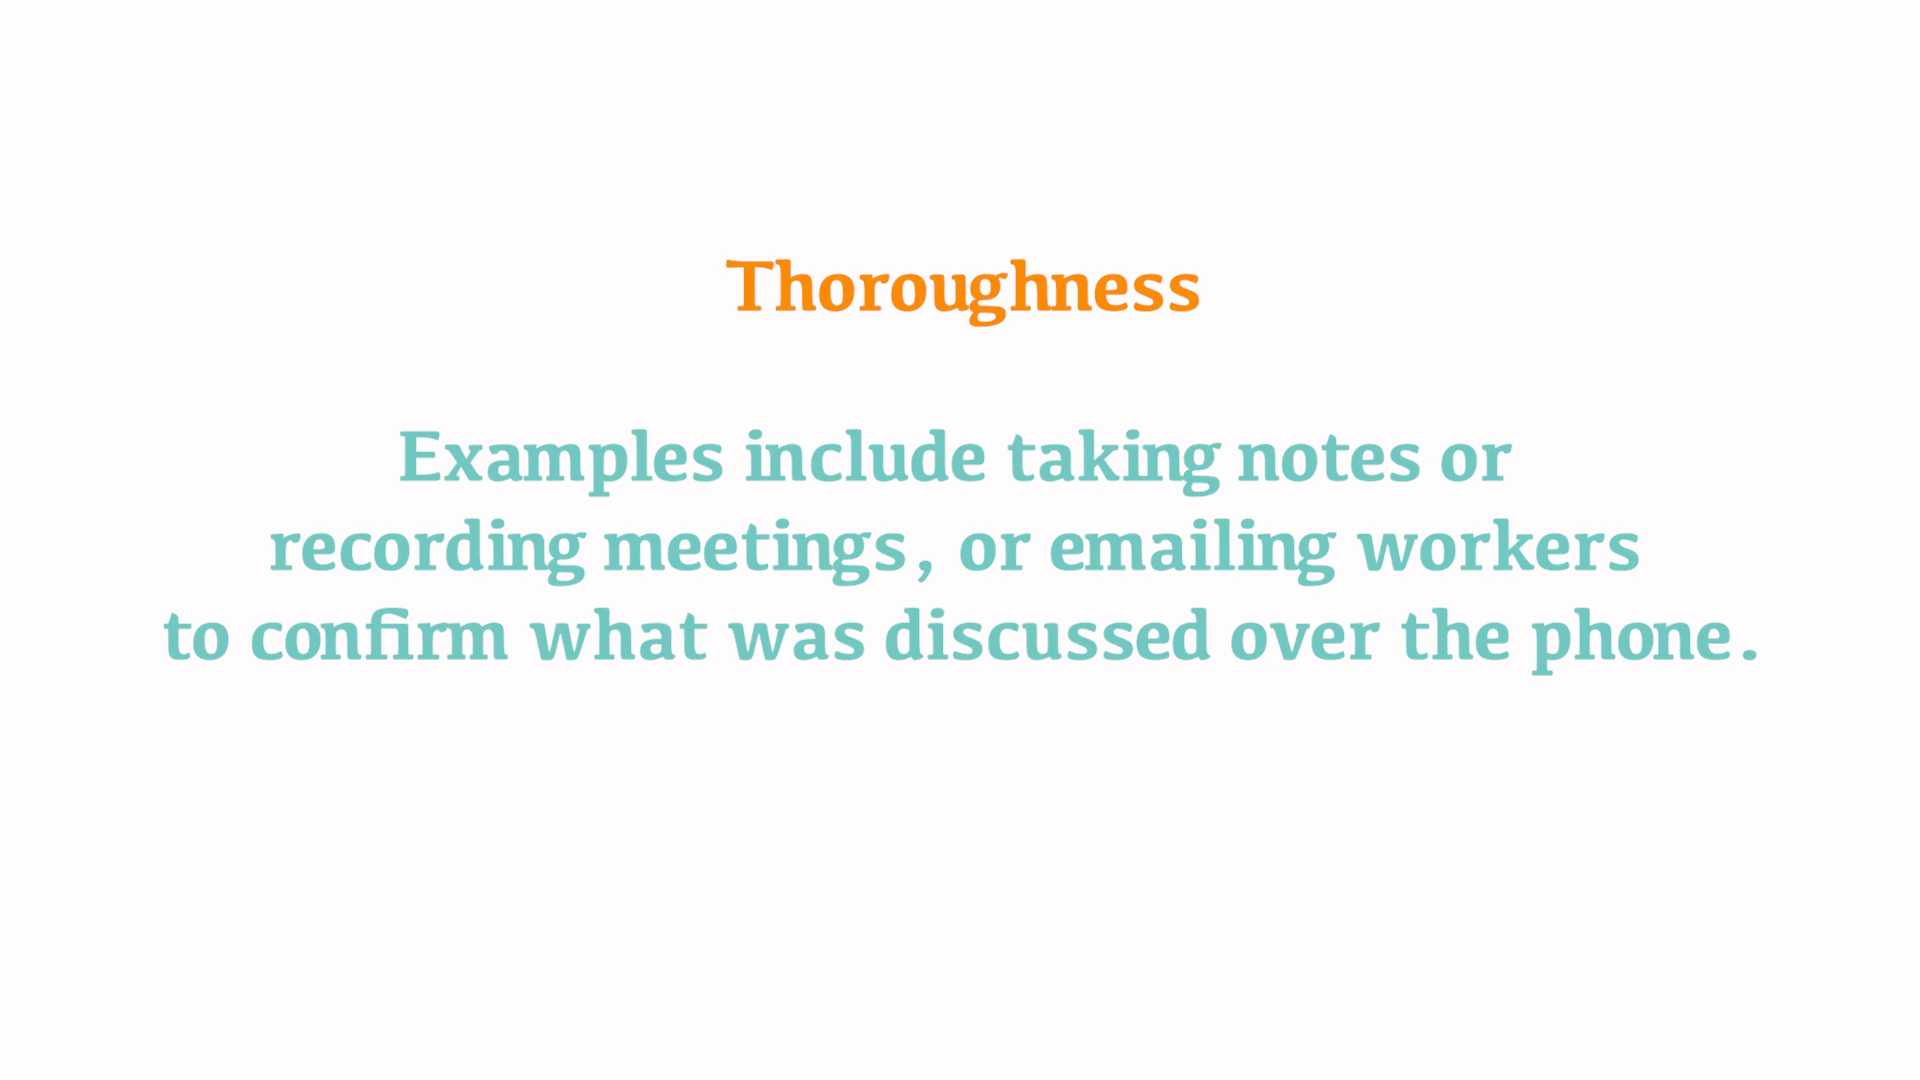 Thoroughness
Examples include taking notes or
recording meetings, or emailing workers
to confirm what was discussed over the phone.